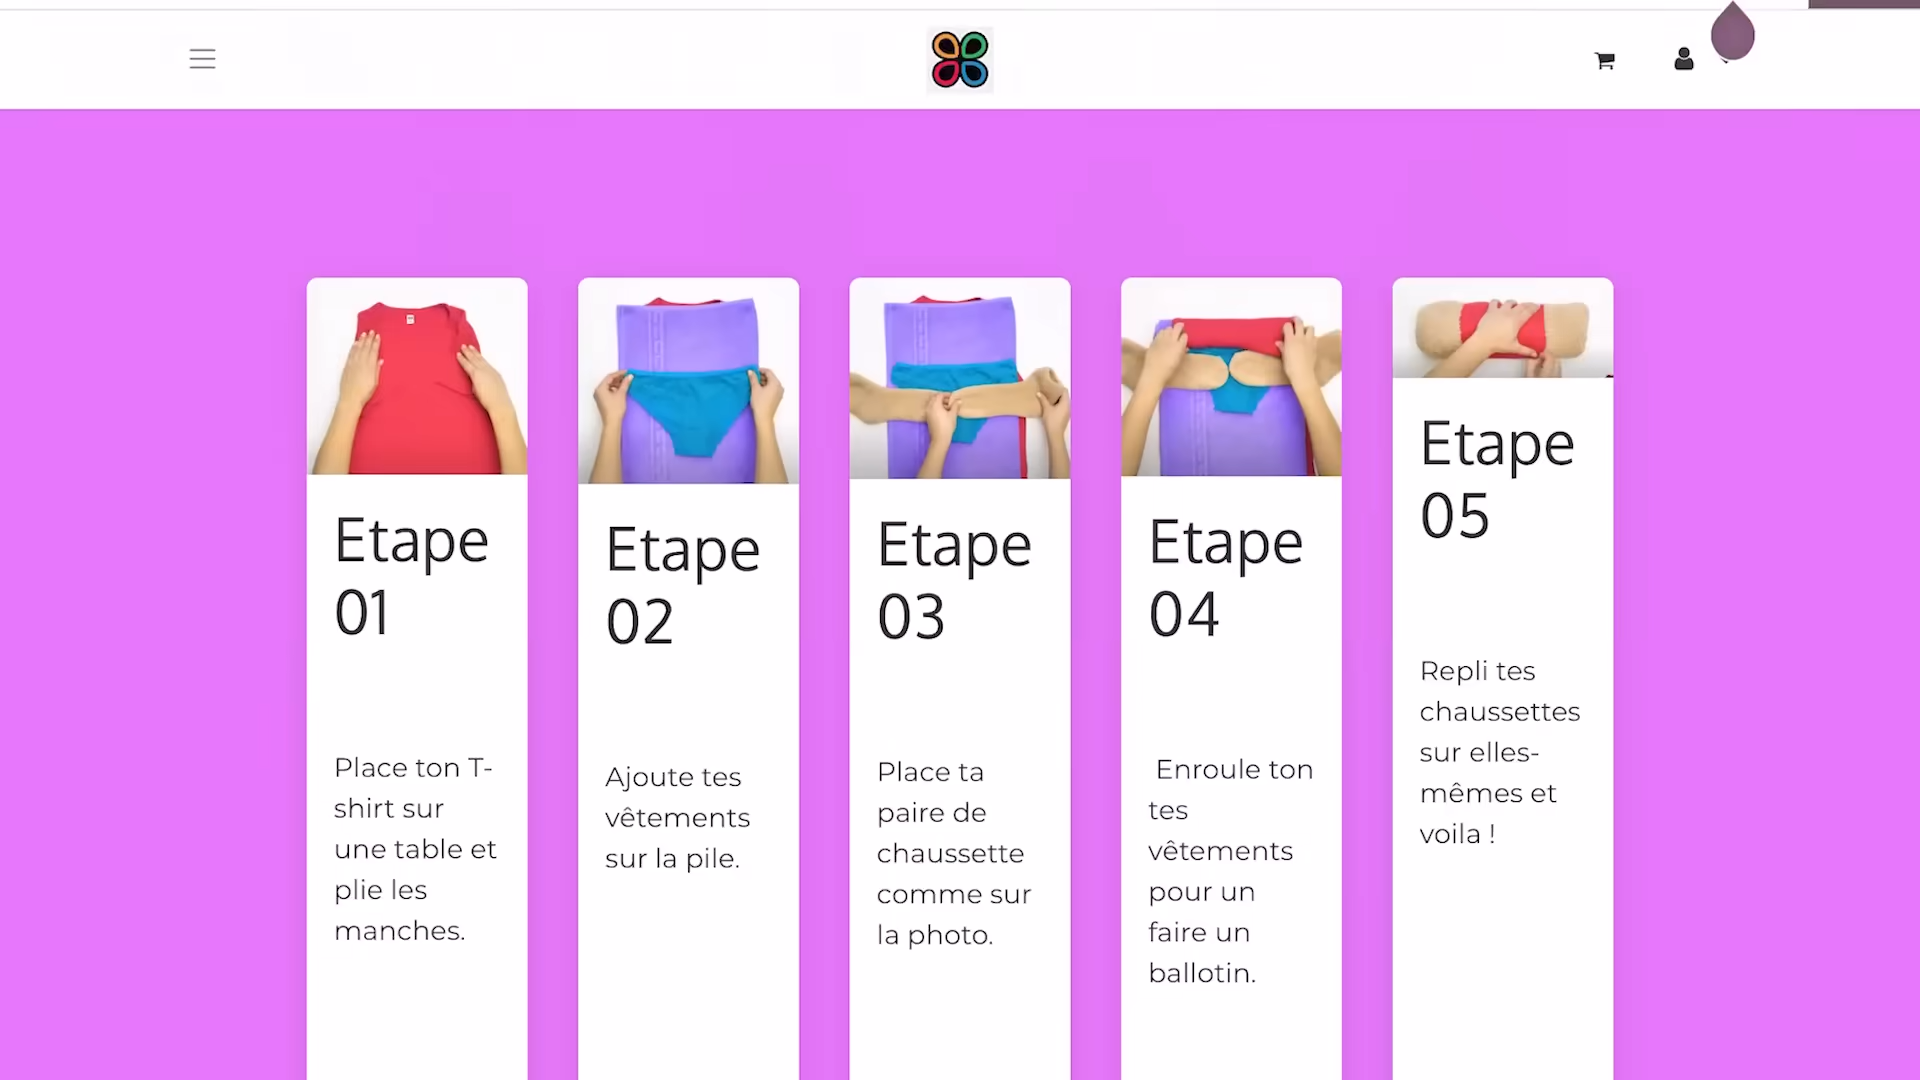 Etape
01
Place ton T-
shirt sur
une table et
plie les
manches.
Etape
02
Ajoute tes
vêtements
sur la pile.
Etape
03
Place ta
paire de
chaussette
comme sur
la photo.
Etape
04
Enroule ton
tes
vêtements
pour un
faire un
ballotin.
Etape
05
Repli tes
chaussettes
sur elles-
mêmes et
voila !